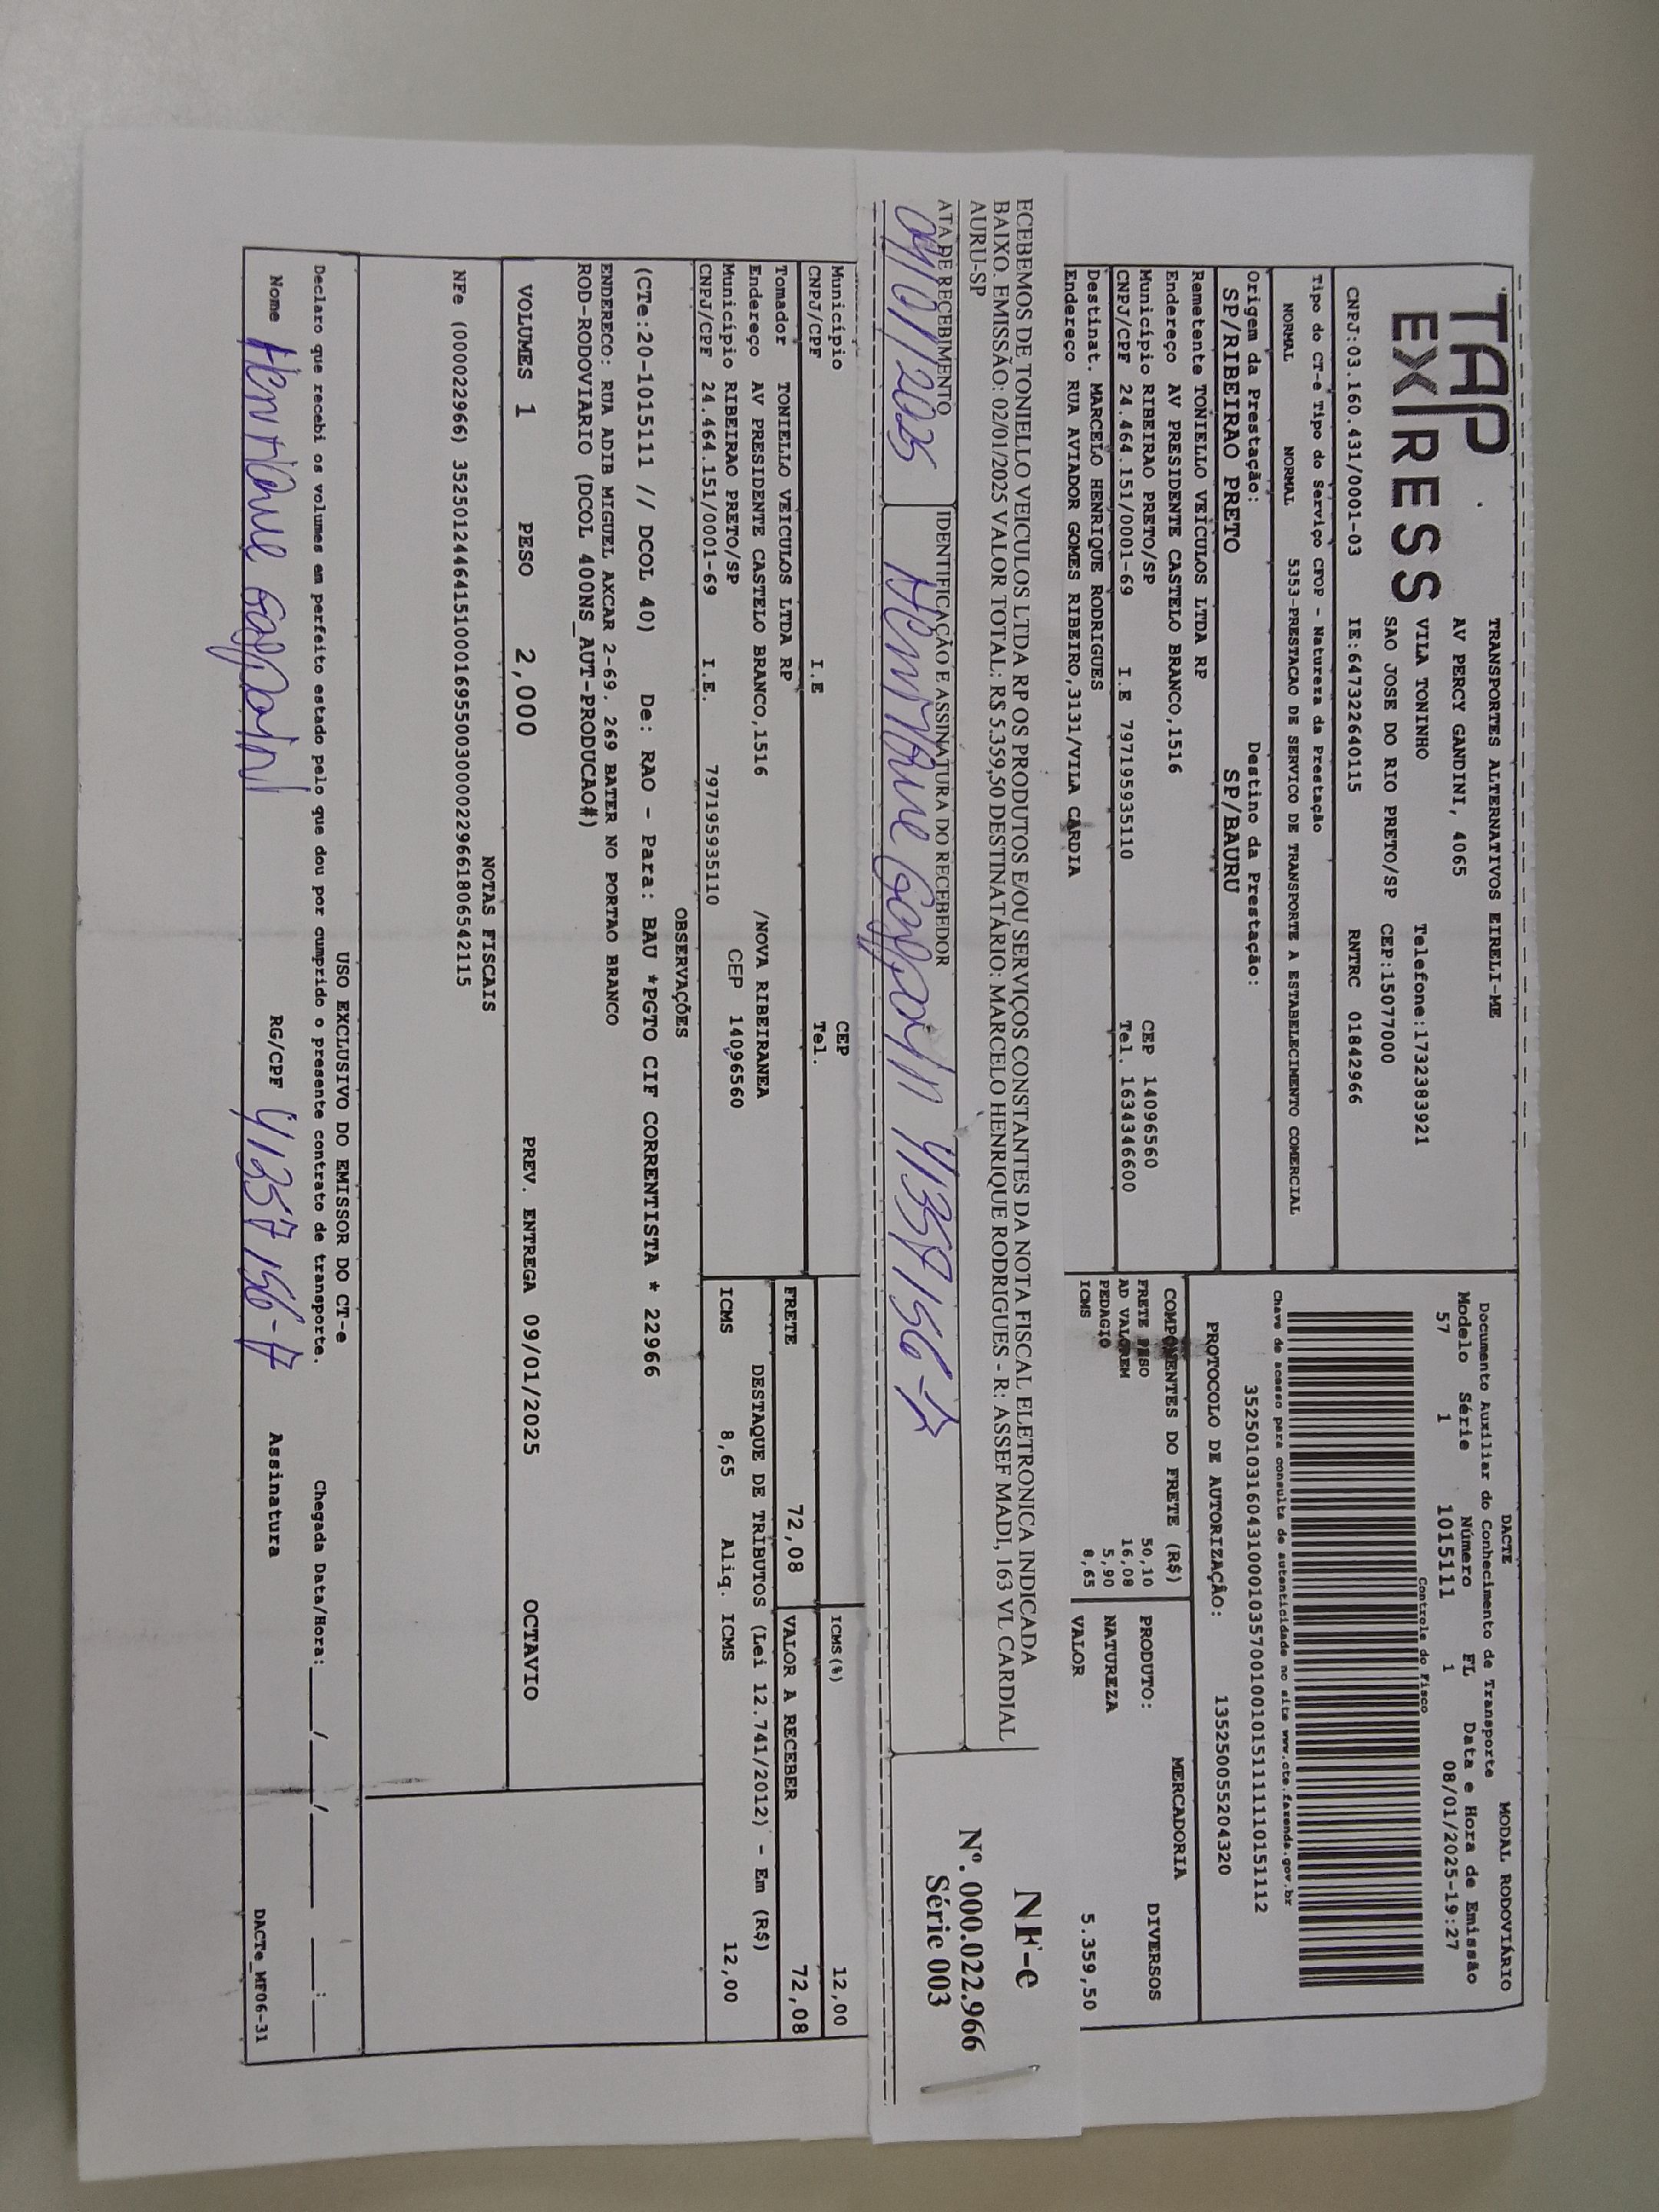 TAP
EXPRESS
TRANSPORTES ALTERNATIVOS EIRELI-ME
AV PERCY GANDINI, 4065
VILA TONINHO Telefone:1732383921
SAO JOSE DO RIO PRETO/SP CEP:15077000
CNPJ:03.160.431/0001-03 IE:647322640115 RNTRC 01842966
Tipo do CT-e Tipo do Serviço CFOP - Natureza da Prestação
NORMAL NORMAL 5353-PRESTACAO DE SERVICO DE TRANSPORTE A ESTABELECIMENTO COMERCIAL
Origem da Prestação: Destino da Prestação:
SP/RIBEIRAO PRETO SP/BAURU
Remetente TONIELLO VEÍCULOS LTDA RP
Endereço AV PRESIDENTE CASTELO BRANCO,1516
Município RIBEIRAO PRETO/SP CEP 14096560
CNPJ/CPF 24.464.151/0001-69 I.E 797195935110 Tel. 1634346600
Destinat. MARCELO HENRIQUE RODRIGUES
Endereço RUA AVIADOR GOMES RIBEIRO,3131/VILA CARDIA
DACTE MODAL RODOVIÁRIO
Documento Auxiliar do Conhecimento de Transporte
Modelo Série Número FL Data e Hora de Emissão
57 1 1015111 1 08/01/2025-19:27
Controle do Fisco
Chave de acesso para consulta de autenticidade no site www.cte.fazenda.gov.br
PROTOCOLO DE AUTORIZAÇÃO: 135250055204320
COMPONENTES DO FRETE (R$) MERCADORIA
FRETE PESO 50,10 PRODUTO: DIVERSOS
AD VALOREM 16,08
PEDAGIO 5,90 NATUREZA
ICMS 8,65 VALOR 5.359,50
ECEBEMOS DE TONIELLO VEICULOS LTDA RP OS PRODUTOS E/OU SERVIÇOS CONSTANTES DA NOTA FISCAL ELETRONICA INDICADA
BAIXO. EMISSÃO: 02/01/2025 VALOR TOTAL: R$ 5.359,50 DESTINATÁRIO: MARCELO HENRIQUE RODRIGUES - R: ASSEF MADI, 163 VL CARDIAL
AURU-SP
ATA DE RECEBIMENTO IDENTIFICAÇÃO E ASSINATURA DO RECEBEDOR
NF-e
Nº. 000.022.966
Série 003
Município CEP
CNPJ/CPF I.E Tel.
ICMS(%) 12,00
Tomador TONIELLO VEÍCULOS LTDA RP
Endereço AV PRESIDENTE CASTELO BRANCO,1516 /NOVA RIBEIRANEA
Município RIBEIRAO PRETO/SP CEP 14096560
CNPJ/CPF 24.464.151/0001-69 I.E. 797195935110
FRETE 72,08 VALOR A RECEBER 72,08
DESTAQUE DE TRIBUTOS (Lei 12.741/2012) - Em (R$)
ICMS 8,65 Aliq. ICMS 12,00
OBSERVAÇÕES
(CTe:20-1015111 // DCOL 40) De: RAO - Para: BAU *PGTO CIF CORRENTISTA * 22966
ENDERECO: RUA ADIB MIGUEL AXCAR 2-69. 269 BATER NO PORTAO BRANCO
ROD-RODOVIARIO (DCOL 400NS_AUT-PRODUCAO#)
VOLUMES 1 PESO 2,000 PREV. ENTREGA 09/01/2025 OCTAVIO
NOTAS FISCAIS
NFe (000022966) 35250124464151000169550030000229661806542115
USO EXCLUSIVO DO EMISSOR DO CT-e
Declaro que recebi os volumes em perfeito estado pelo que dou por cumprido o presente contrato de transporte. Chegada Data/Hora: ____/____/____ __:__
Nome RG/CPF Assinatura
DACTe_MF06-31